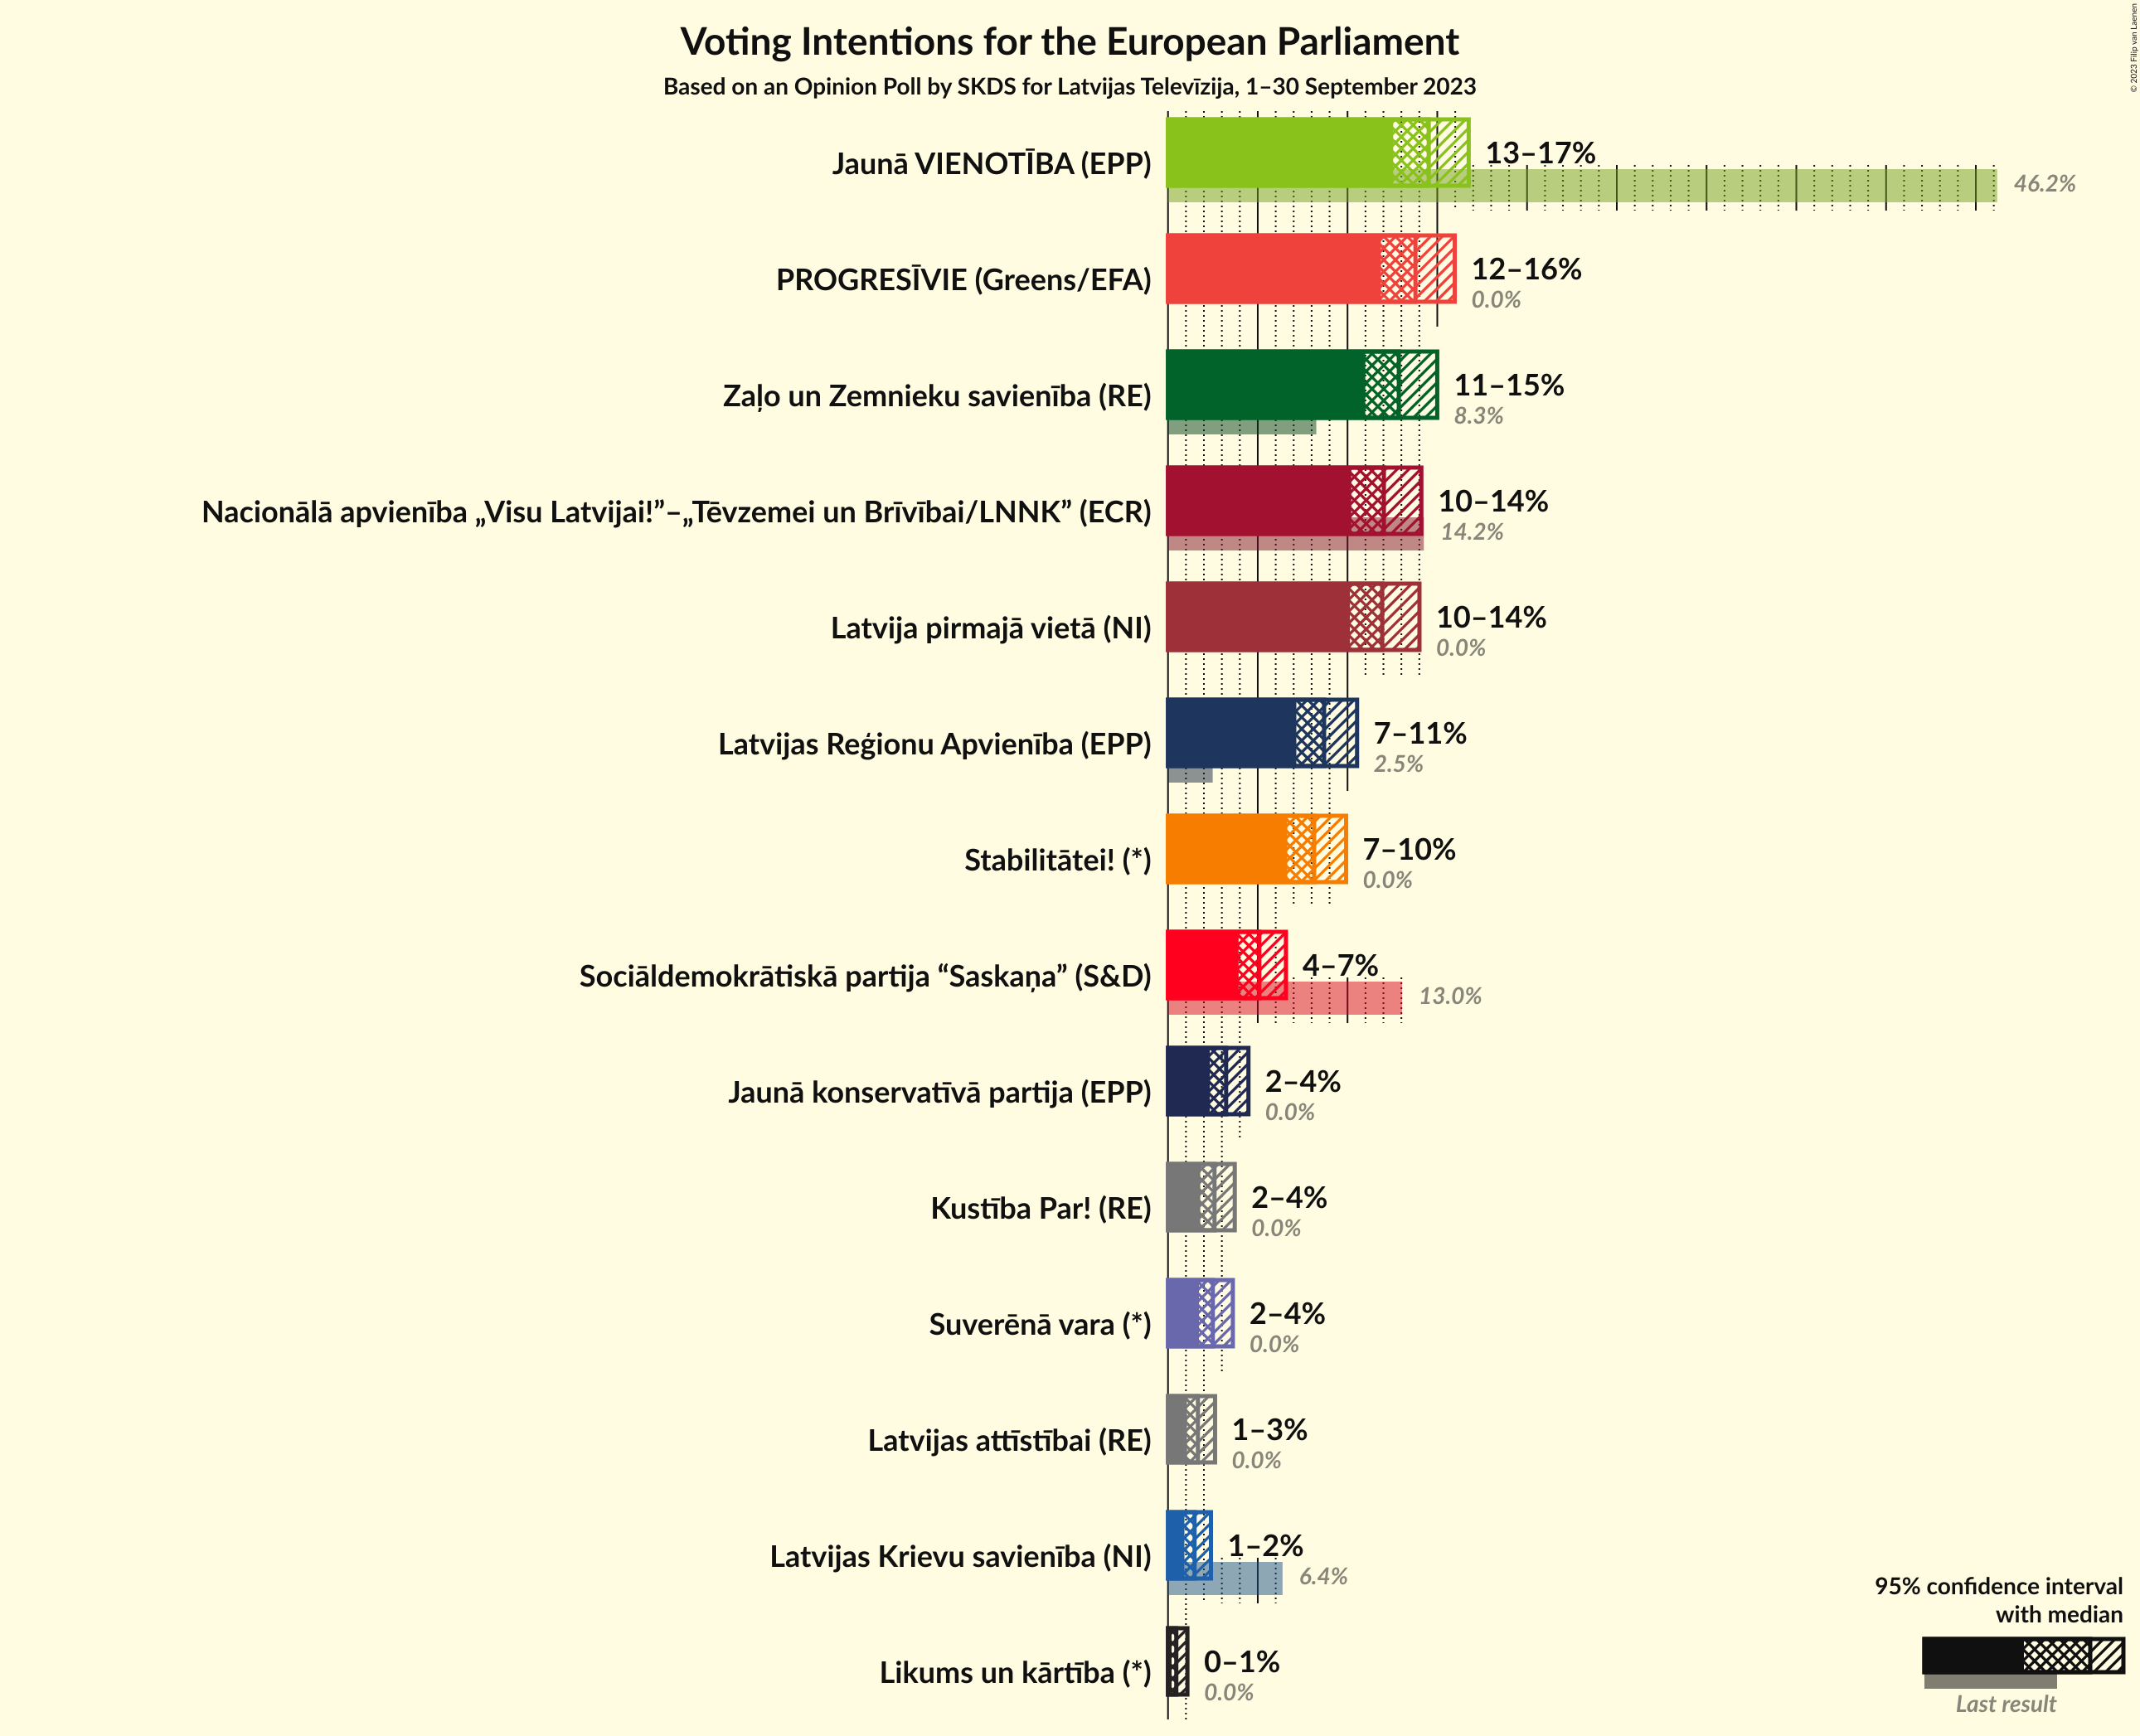 Voting Intentions for the European Parliament
Based on an Opinion Poll by SKDS for Latvijas Televīzija, 1–30 September 2023
© 2023 Filip van Laenen
Jaunā VIENOTĪBA (EPP)
13–17%
46.2%
PROGRESĪVIE (Greens/EFA)
12–16%
0.0%
Zaļo un Zemnieku savienība (RE)
11–15%
8.3%
Nacionālā apvienība „Visu Latvijai!”–„Tēvzemei un Brīvībai/LNNK” (ECR)
10–14%
14.2%
Latvija pirmajā vietā (NI)
10–14%
0.0%
Latvijas Reģionu Apvienība (EPP)
7–11%
2.5%
Stabilitātei! (*)
7–10%
0.0%
Sociāldemokrātiskā partija “Saskaņa” (S&D)
4–7%
13.0%
Jaunā konservatīvā partija (EPP)
2–4%
0.0%
Kustība Par! (RE)
2–4%
0.0%
Suverēnā vara (*)
2–4%
0.0%
Latvijas attīstībai (RE)
1–3%
0.0%
Latvijas Krievu savienība (NI)
1–2%
6.4%
Likums un kārtība (*)
0–1%
0.0%
95% confidence interval
with median
Last result